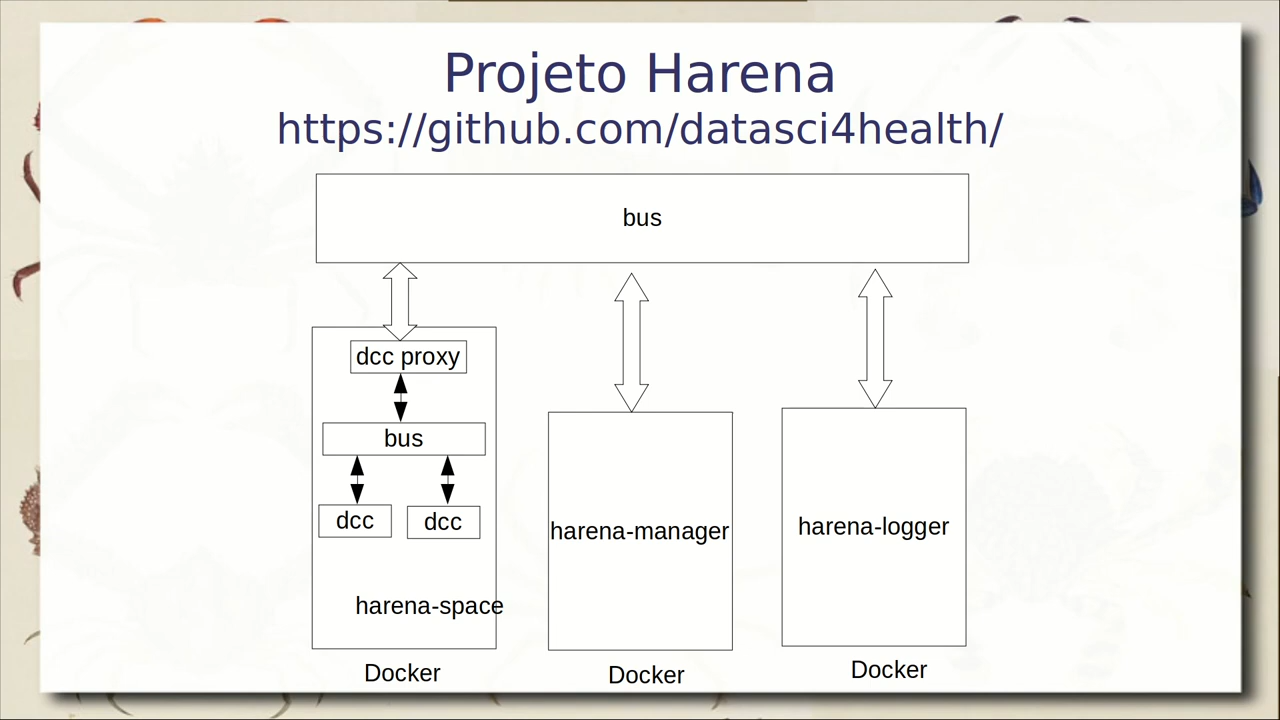 Projeto Harena
https://github.com/datasci4health/
bus
dcc proxy
bus
dcc dcc
harena-space
harena-manager
harena-logger
Docker
Docker
Docker